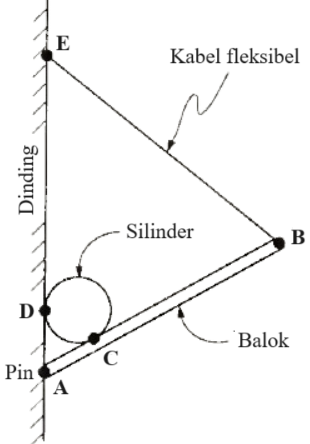 E
Kabel fleksibel
Dinding
Silinder
B
D
C
Balok
Pin
A